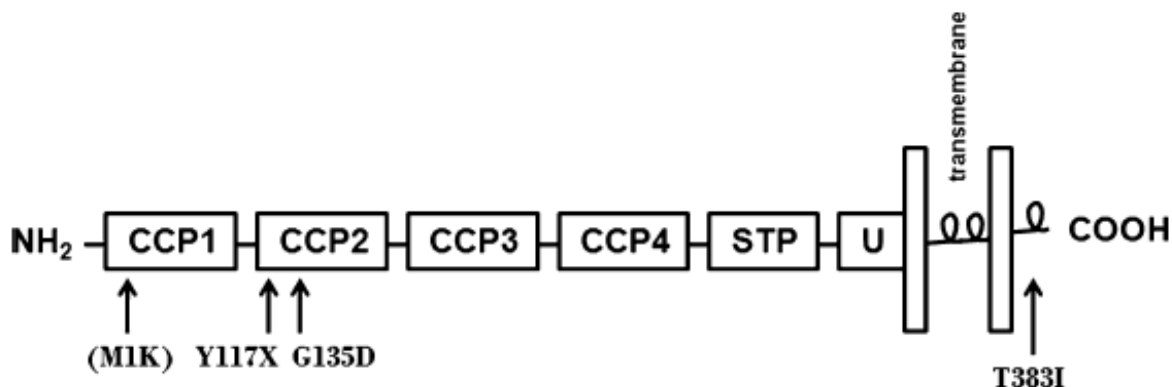 transmembrane
NH₂ CCP1 CCP2 CCP3 CCP4 STP U COOH
(M1K) Y117X G135D
T383I